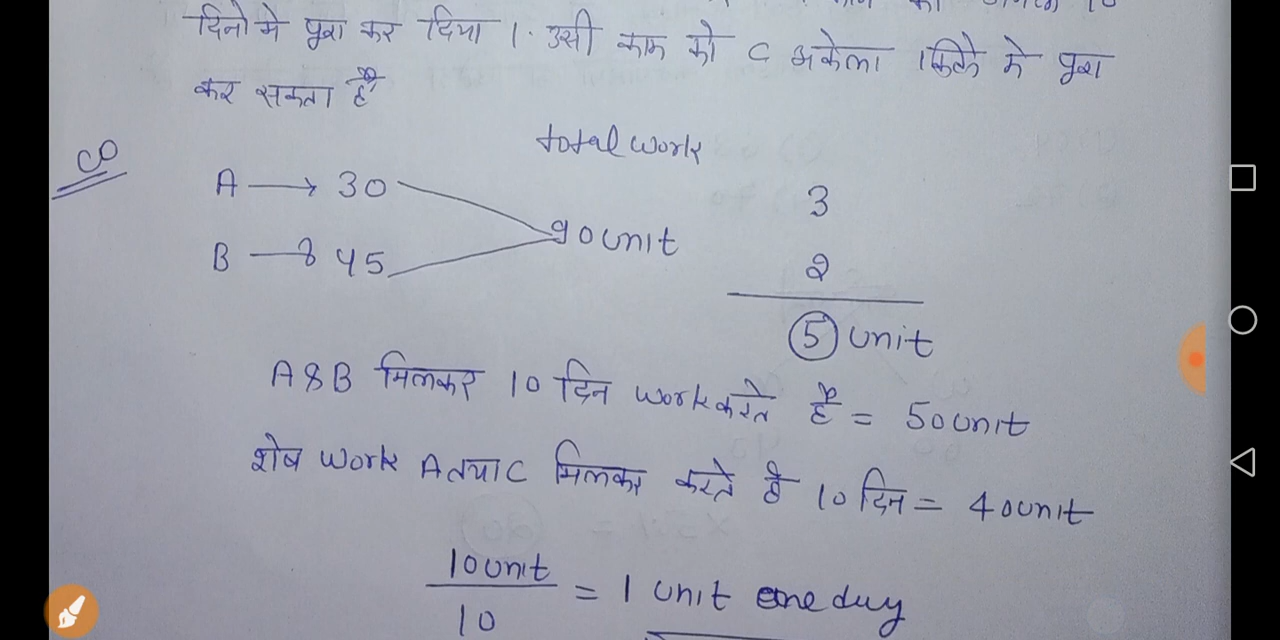 दिनो मे पूरा कर दिया । उसी काम को C अकेला कितने मे पूरा
कर सकता है
total work
A → 30
3
B → 45
90 unit
2
5 unit
A & B मिलकर 10 दिन work करते है = 50 unit
शेष work A तथा C मिलकर करते है 10 दिन = 40 unit
10 unit
10
= 1 unit one day